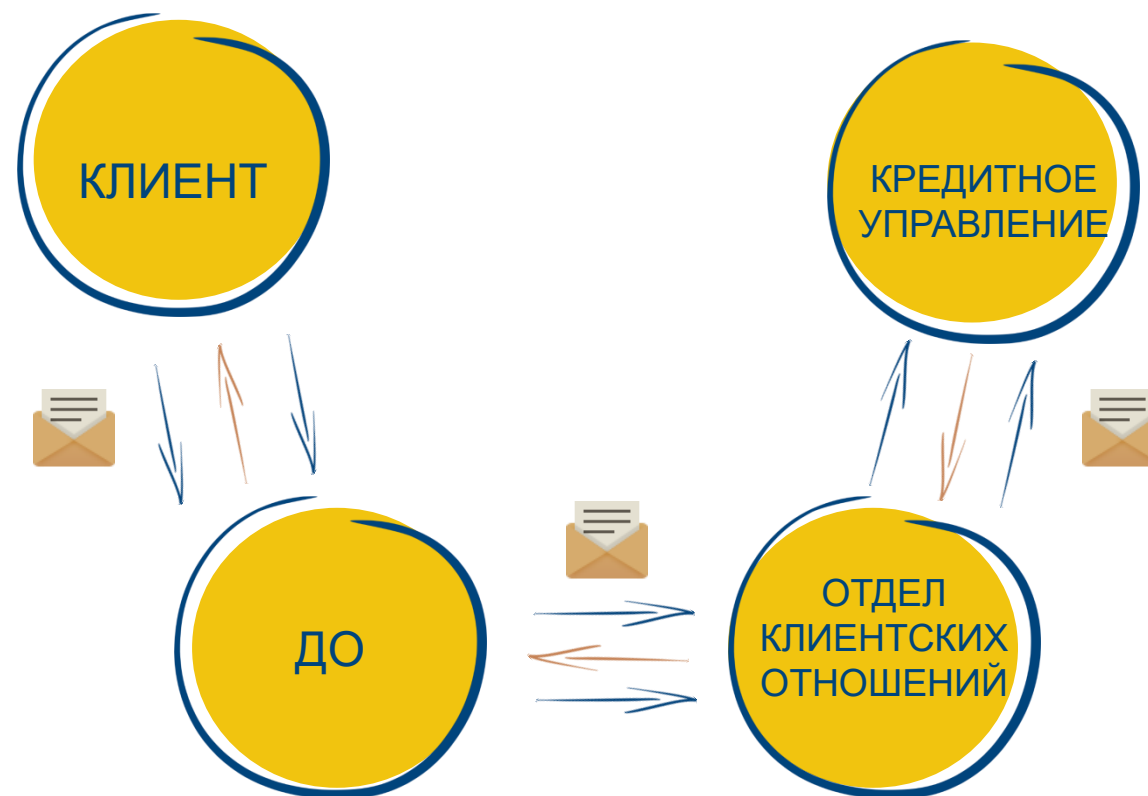 КЛИЕНТ
КРЕДИТНОЕ
УПРАВЛЕНИЕ
ДО
ОТДЕЛ
КЛИЕНТСКИХ
ОТНОШЕНИЙ